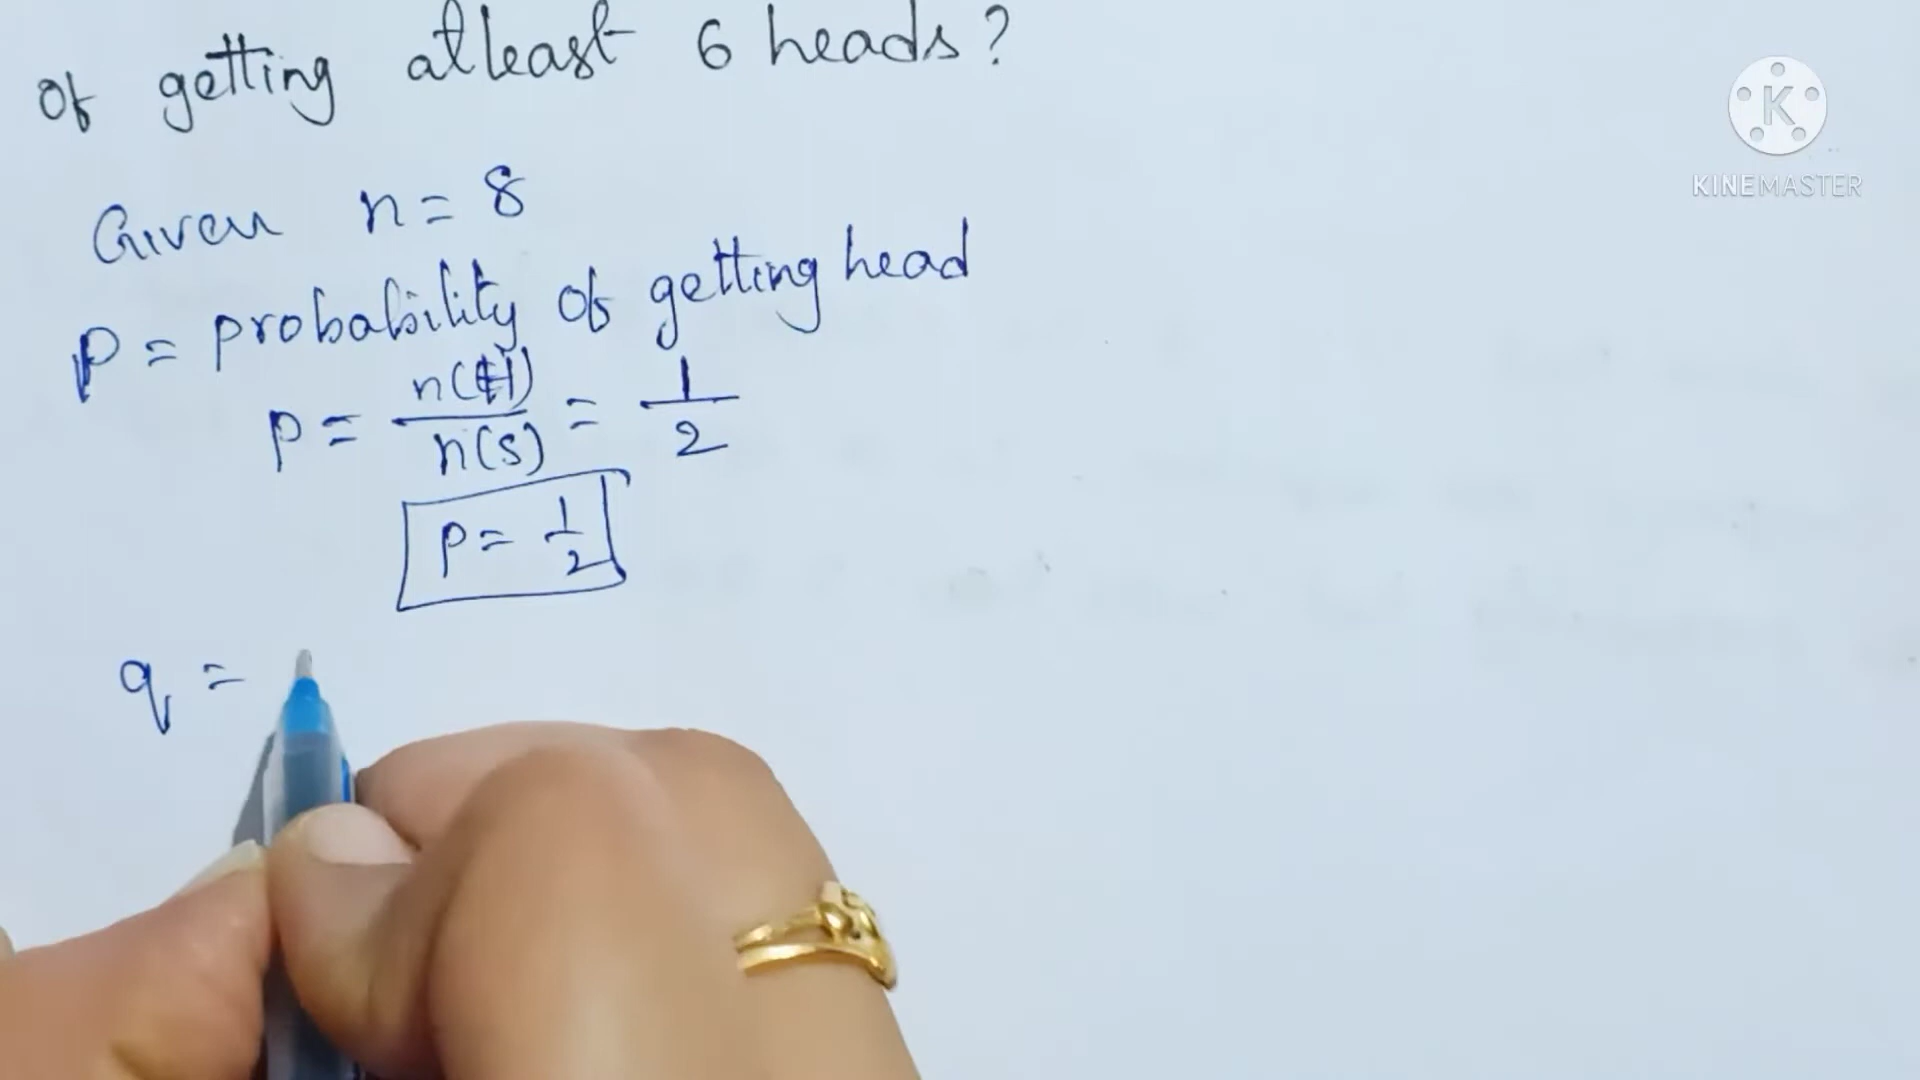 of getting atleast 6 heads?
Given n = 8
P = probability of getting head
P = n(H)/n(S) = 1/2
P = 1/2
q =
K
KINEMASTER